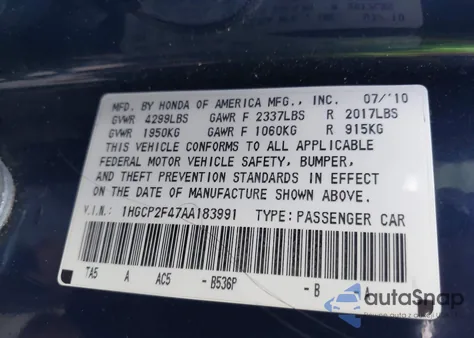 MFD. BY HONDA OF AMERICA MFG., INC. 07/'10
GVWR 4299LBS GAWR F 2337LBS R 2017LBS
GVWR 1950KG GAWR F 1060KG R 915KG
THIS VEHICLE CONFORMS TO ALL APPLICABLE
FEDERAL MOTOR VEHICLE SAFETY, BUMPER,
AND THEFT PREVENTION STANDARDS IN EFFECT
ON THE DATE OF MANUFACTURE SHOWN ABOVE.
V.I.N.: 1HGCP2F47AA183991 TYPE: PASSENGER CAR
TA5 A AC5 - B536P - B - A
autoSnap